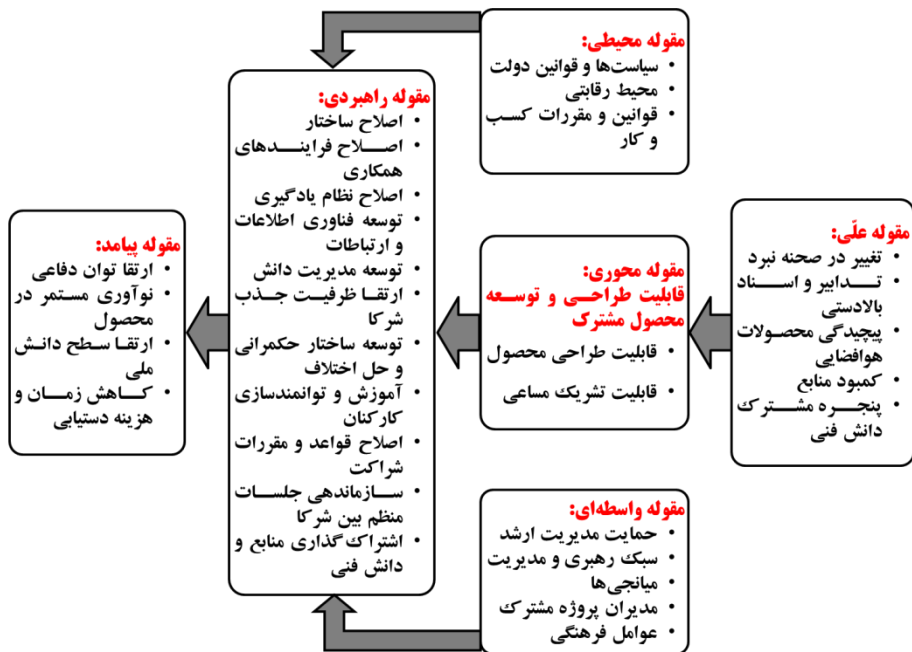 مقوله محیطی:
• سیاست‌ها و قوانین دولت
• محیط رقابتی
• قوانین و مقررات کسب
و کار
مقوله علّی:
• تغییر در صحنه نبرد
• تدابیر و اسناد
بالادستی
• پیچیدگی محصولات
هوافضایی
• کمبود منابع
• پنجره مشترک
دانش فنی
مقوله محوری:
قابلیت طراحی و توسعه
محصول مشترک
• قابلیت طراحی محصول
• قابلیت تشریک مساعی
مقوله واسطه‌ای:
• حمایت مدیریت ارشد
• سبک رهبری و مدیریت
• میانجی‌ها
• مدیران پروژه مشترک
• عوامل فرهنگی
مقوله راهبردی:
• اصلاح ساختار
• اصلاح فرایندهای
همکاری
• اصلاح نظام یادگیری
• توسعه فناوری اطلاعات
و ارتباطات
• توسعه مدیریت دانش
• ارتقا ظرفیت جذب
شرکا
• توسعه ساختار حکمرانی
و حل اختلاف
• آموزش و توانمندسازی
کارکنان
• اصلاح قواعد و مقررات
شراکت
• سازماندهی جلسات
منظم بین شرکا
• اشتراک گذاری منابع و
دانش فنی
مقوله پیامد:
• ارتقا توان دفاعی
• نوآوری مستمر در
محصول
• ارتقا سطح دانش
ملی
• کاهش زمان و
هزینه دستیابی